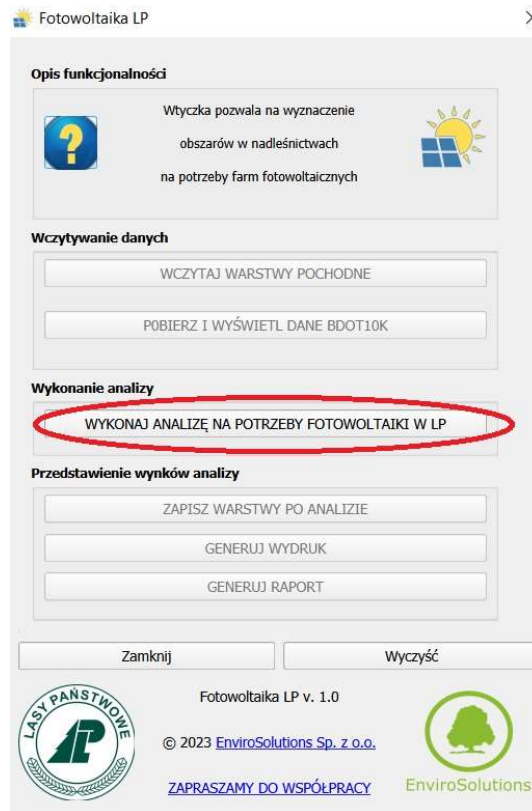 Fotowoltaika LP
Opis funkcjonalności
Wtyczka pozwala na wyznaczenie
obszarów w nadleśnictwach
na potrzeby farm fotowoltaicznych
Wczytywanie danych
WCZYTAJ WARSTWY POCHODNE
P0BIERZ I WYŚWIETL DANE BDOT10K
Wykonanie analizy
WYKONAJ ANALIZĘ NA POTRZEBY FOTOWOLTAIKI W LP
Przedstawienie wynków analizy
ZAPISZ WARSTWY PO ANALIZIE
GENERUJ WYDRUK
GENERUJ RAPORT
Zamknij Wyczyść
LASY PAŃSTWOWE
LP
Fotowoltaika LP v. 1.0
© 2023 EnviroSolutions Sp. z o.o.
ZAPRASZAMY DO WSPÓŁPRACY
EnviroSolutions